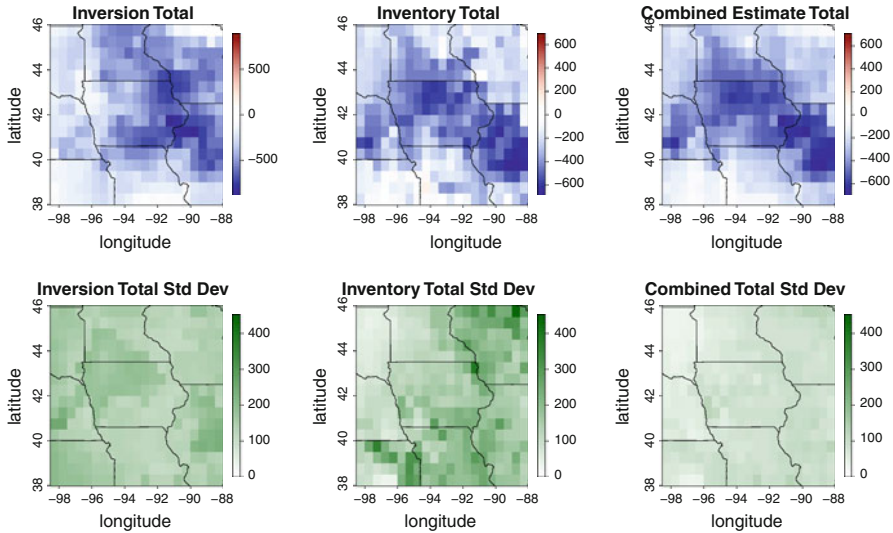 Inversion Total
Inventory Total
Combined Estimate Total
latitude
38 40 42 44 46
500
0
−500
−98 −96 −94 −92 −90 −88
longitude
latitude
38 40 42 44 46
600
400
200
0
−200
−400
−600
−98 −96 −94 −92 −90 −88
longitude
latitude
38 40 42 44 46
600
400
200
0
−200
−400
−600
−98 −96 −94 −92 −90 −88
longitude
Inversion Total Std Dev
Inventory Total Std Dev
Combined Total Std Dev
latitude
38 40 42 44 46
400
300
200
100
0
−98 −96 −94 −92 −90 −88
longitude
latitude
38 40 42 44 46
400
300
200
100
0
−98 −96 −94 −92 −90 −88
longitude
latitude
38 40 42 44 46
400
300
200
100
0
−98 −96 −94 −92 −90 −88
longitude